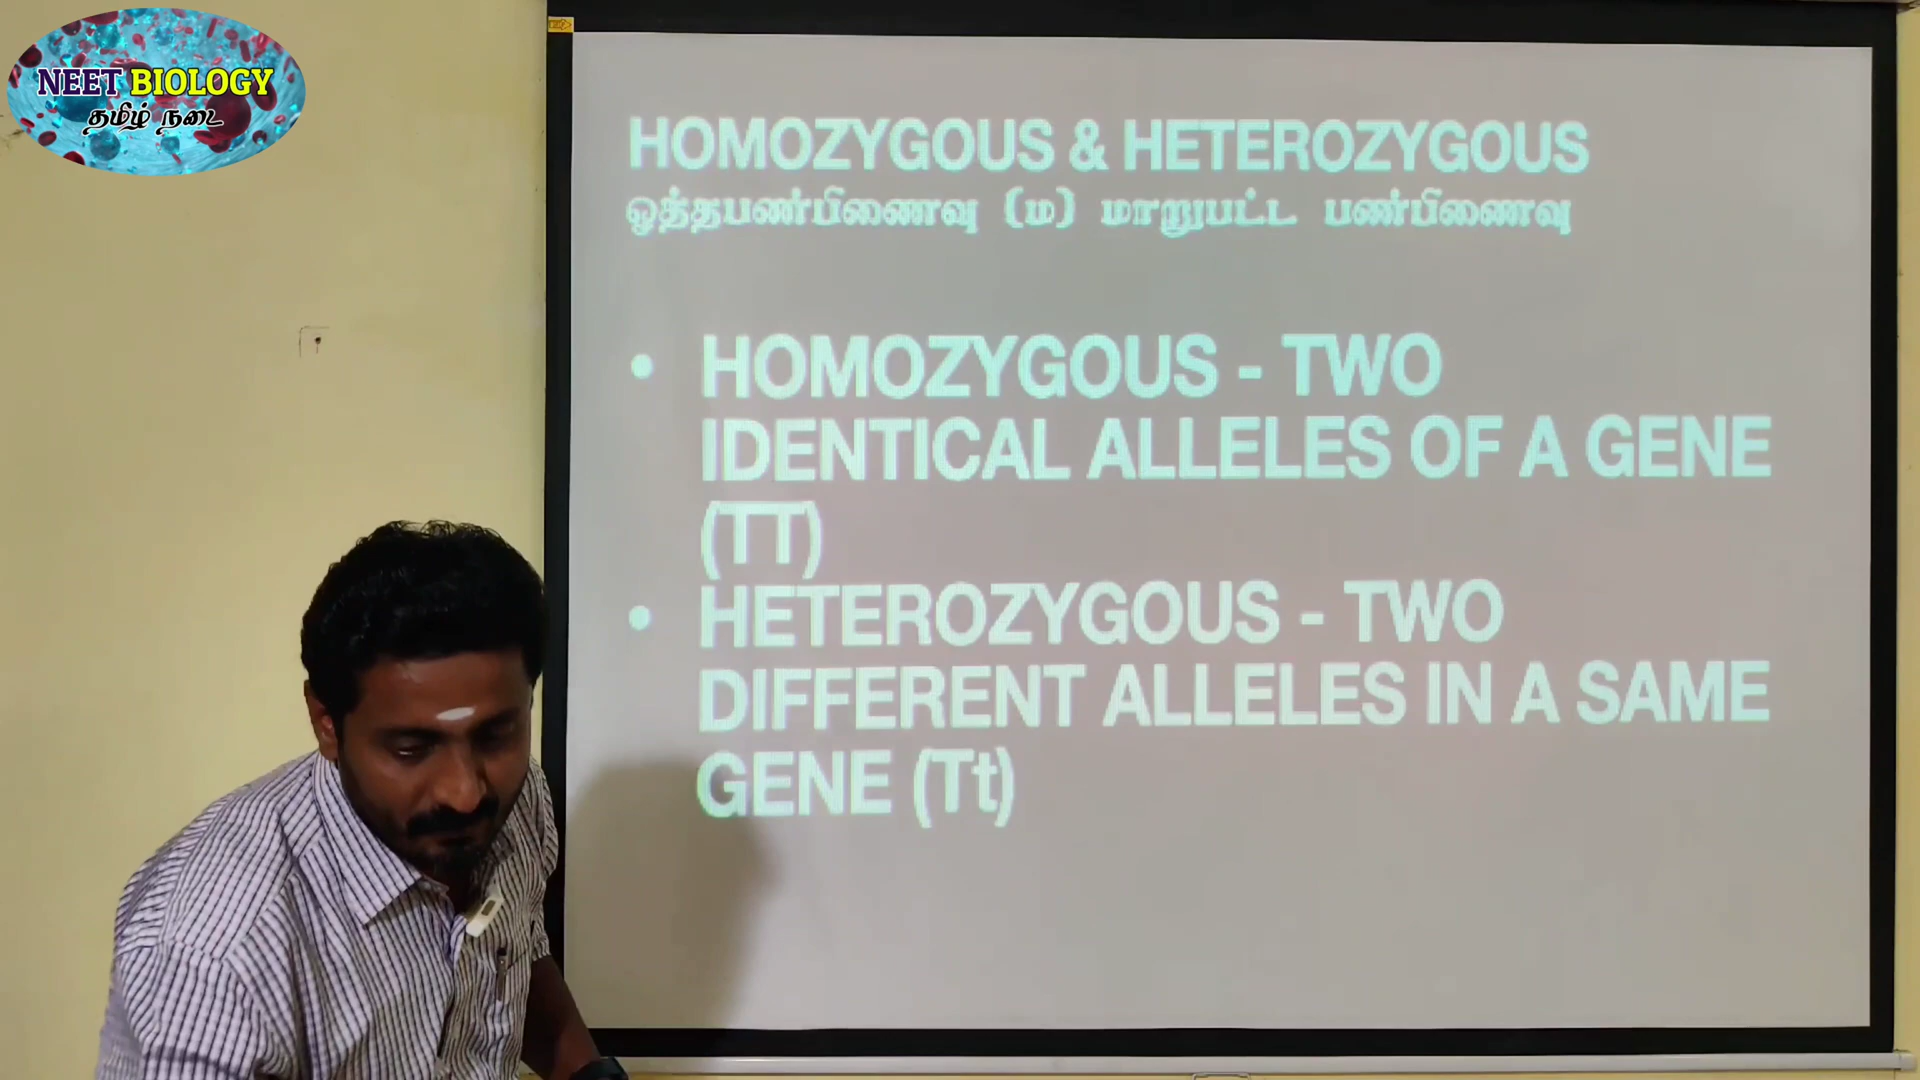 NEET BIOLOGY
தமிழ் நடை
HOMOZYGOUS & HETEROZYGOUS
ஒத்தபண்பிணைவு (ம) மாறுபட்ட பண்பிணைவு
• HOMOZYGOUS - TWO
IDENTICAL ALLELES OF A GENE
(TT)
• HETEROZYGOUS - TWO
DIFFERENT ALLELES IN A SAME
GENE (Tt)